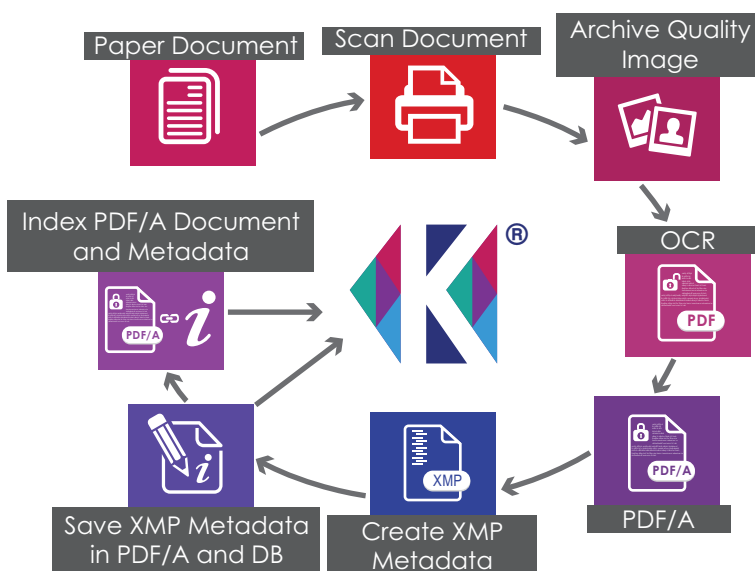 Paper Document
Scan Document
Archive Quality
Image
OCR
PDF
PDF/A
PDF/A
XMP
Create XMP
Metadata
i
Save XMP Metadata
in PDF/A and DB
Index PDF/A Document
and Metadata
PDF/A
i
K®